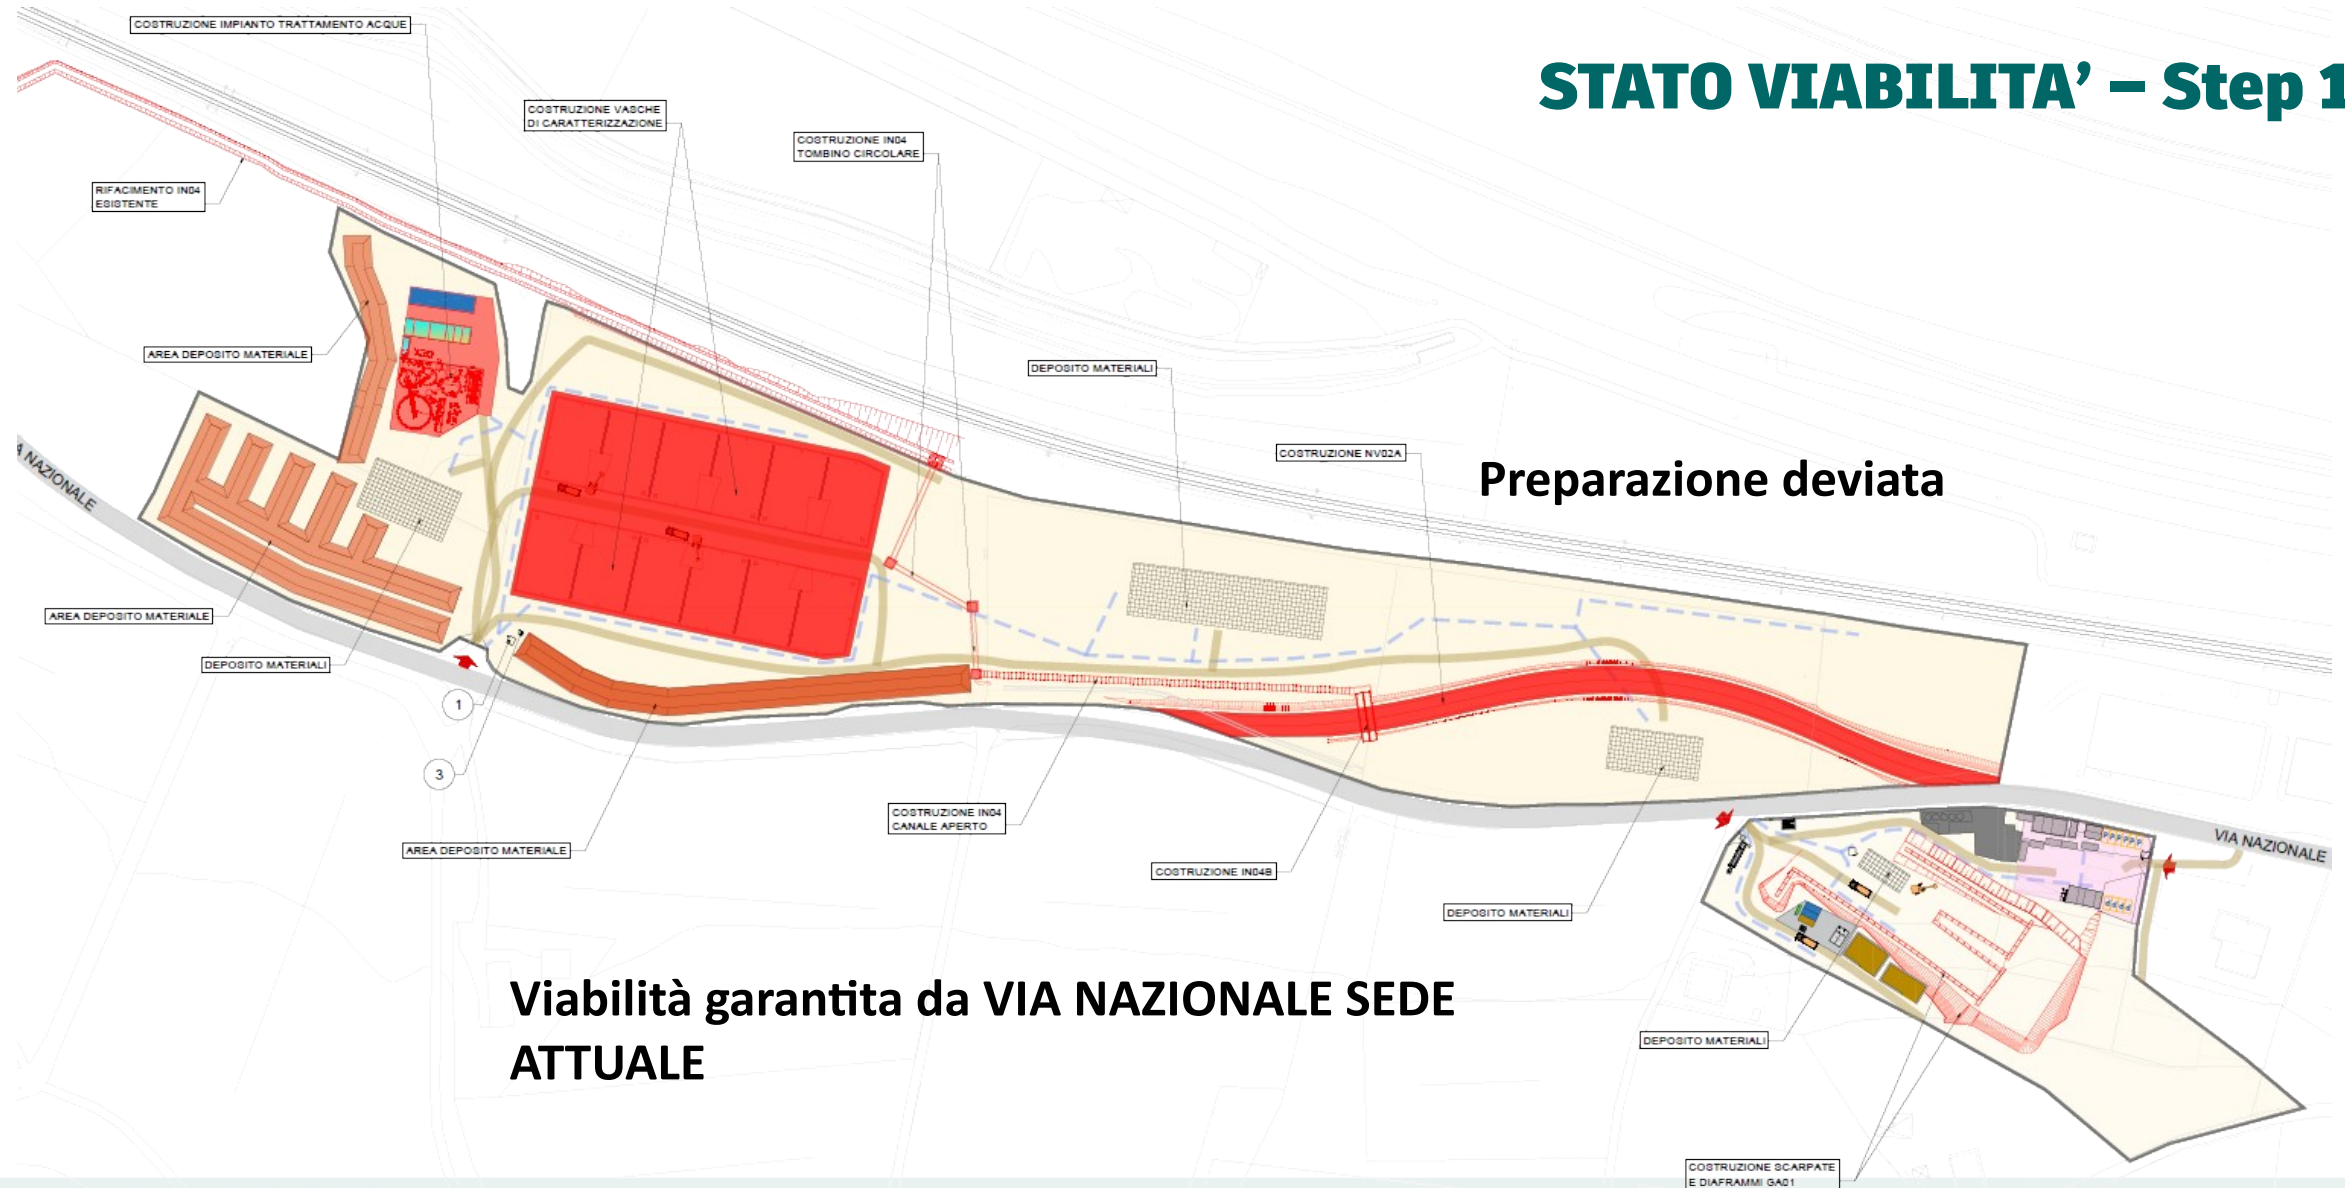 COSTRUZIONE IMPIANTO TRATTAMENTO ACQUE
STATO VIABILITA’ – Step 1
COSTRUZIONE VASCHE
DI CARATTERIZZAZIONE
COSTRUZIONE IN04
TOMBINO CIRCOLARE
RIFACIMENTO IN04
ESISTENTE
AREA DEPOSITO MATERIALE
DEPOSITO MATERIALI
COSTRUZIONE NV02A
Preparazione deviata
NAZIONALE
AREA DEPOSITO MATERIALE
DEPOSITO MATERIALI
1
3
COSTRUZIONE IN04
CANALE APERTO
AREA DEPOSITO MATERIALE
COSTRUZIONE IN04B
VIA NAZIONALE
DEPOSITO MATERIALI
Viabilità garantita da VIA NAZIONALE SEDE
ATTUALE
DEPOSITO MATERIALI
COSTRUZIONE SCARPATE
E DIAFRAMMI GA01